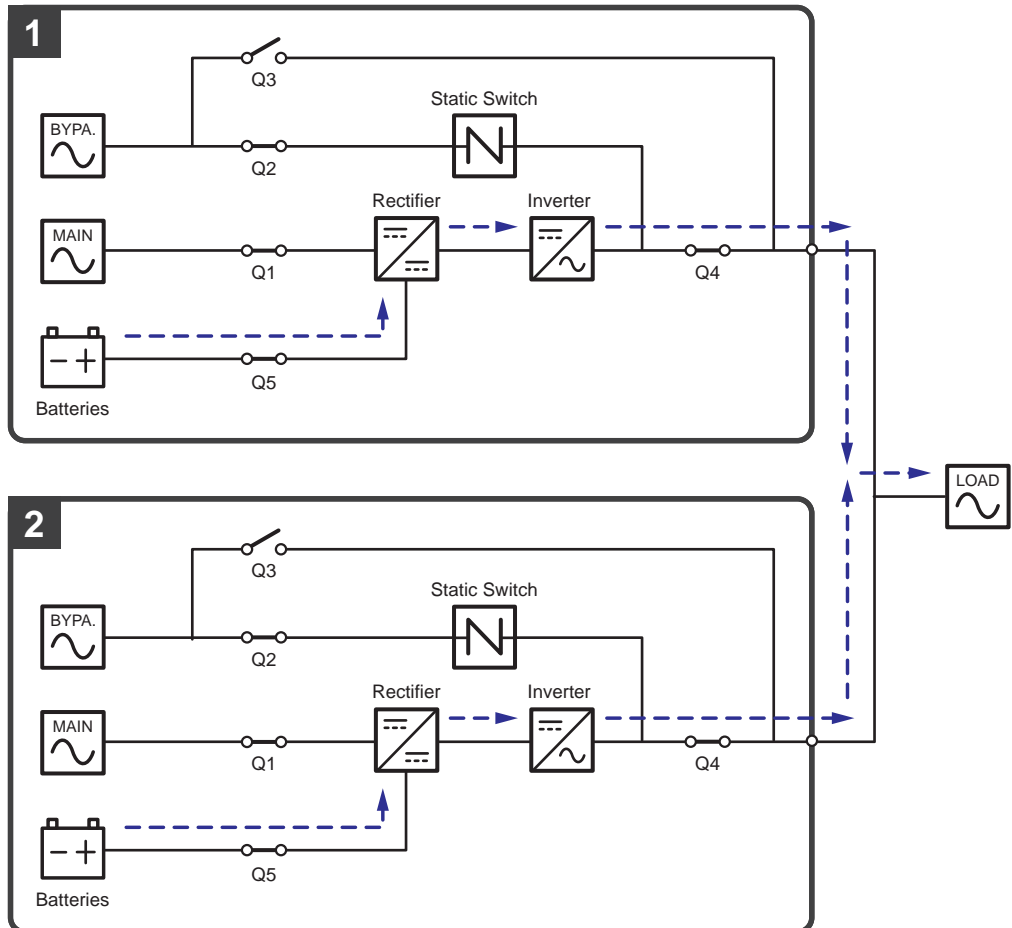 1
Q3
Static Switch
BYPA.
Q2
Rectifier
Inverter
MAIN
Q1
Q4
Q5
Batteries
LOAD
2
Q3
Static Switch
BYPA.
Q2
Rectifier
Inverter
MAIN
Q1
Q4
Q5
Batteries